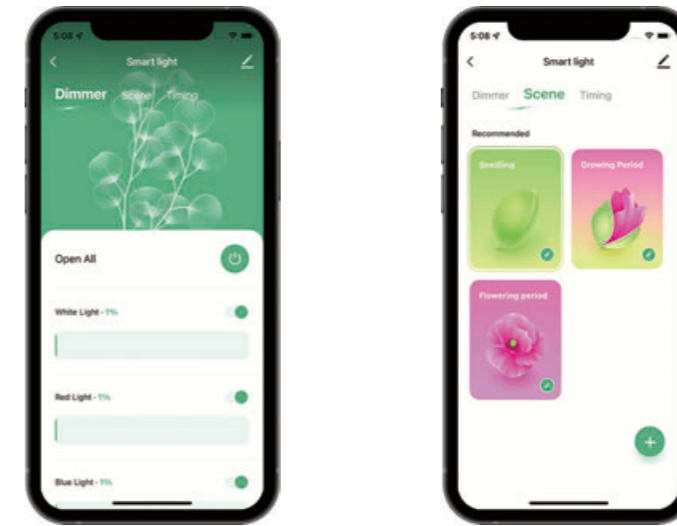 5:08
Smart light
Dimmer Scene Timing
Open All
White Light - 1%
Red Light - 1%
Blue Light - 1%
5:08
Smart light
Dimmer Scene Timing
Recommended
Seedling Growing Period
Flowering period